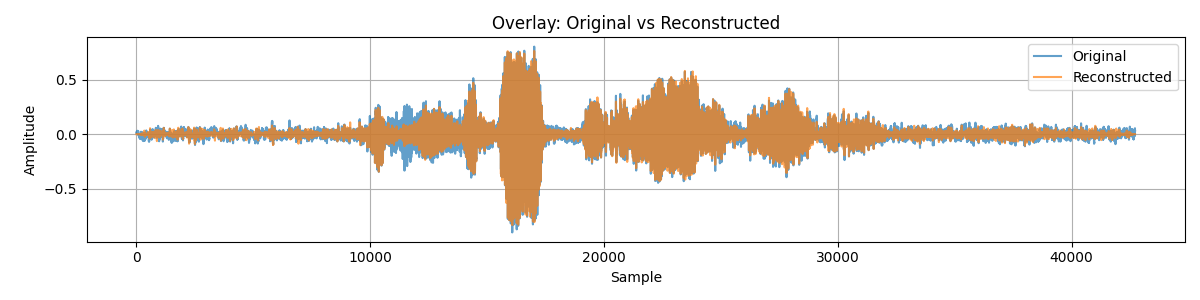 Overlay: Original vs Reconstructed
Original
Reconstructed
Amplitude
0.5
0.0
−0.5
0 10000 20000 30000 40000
Sample